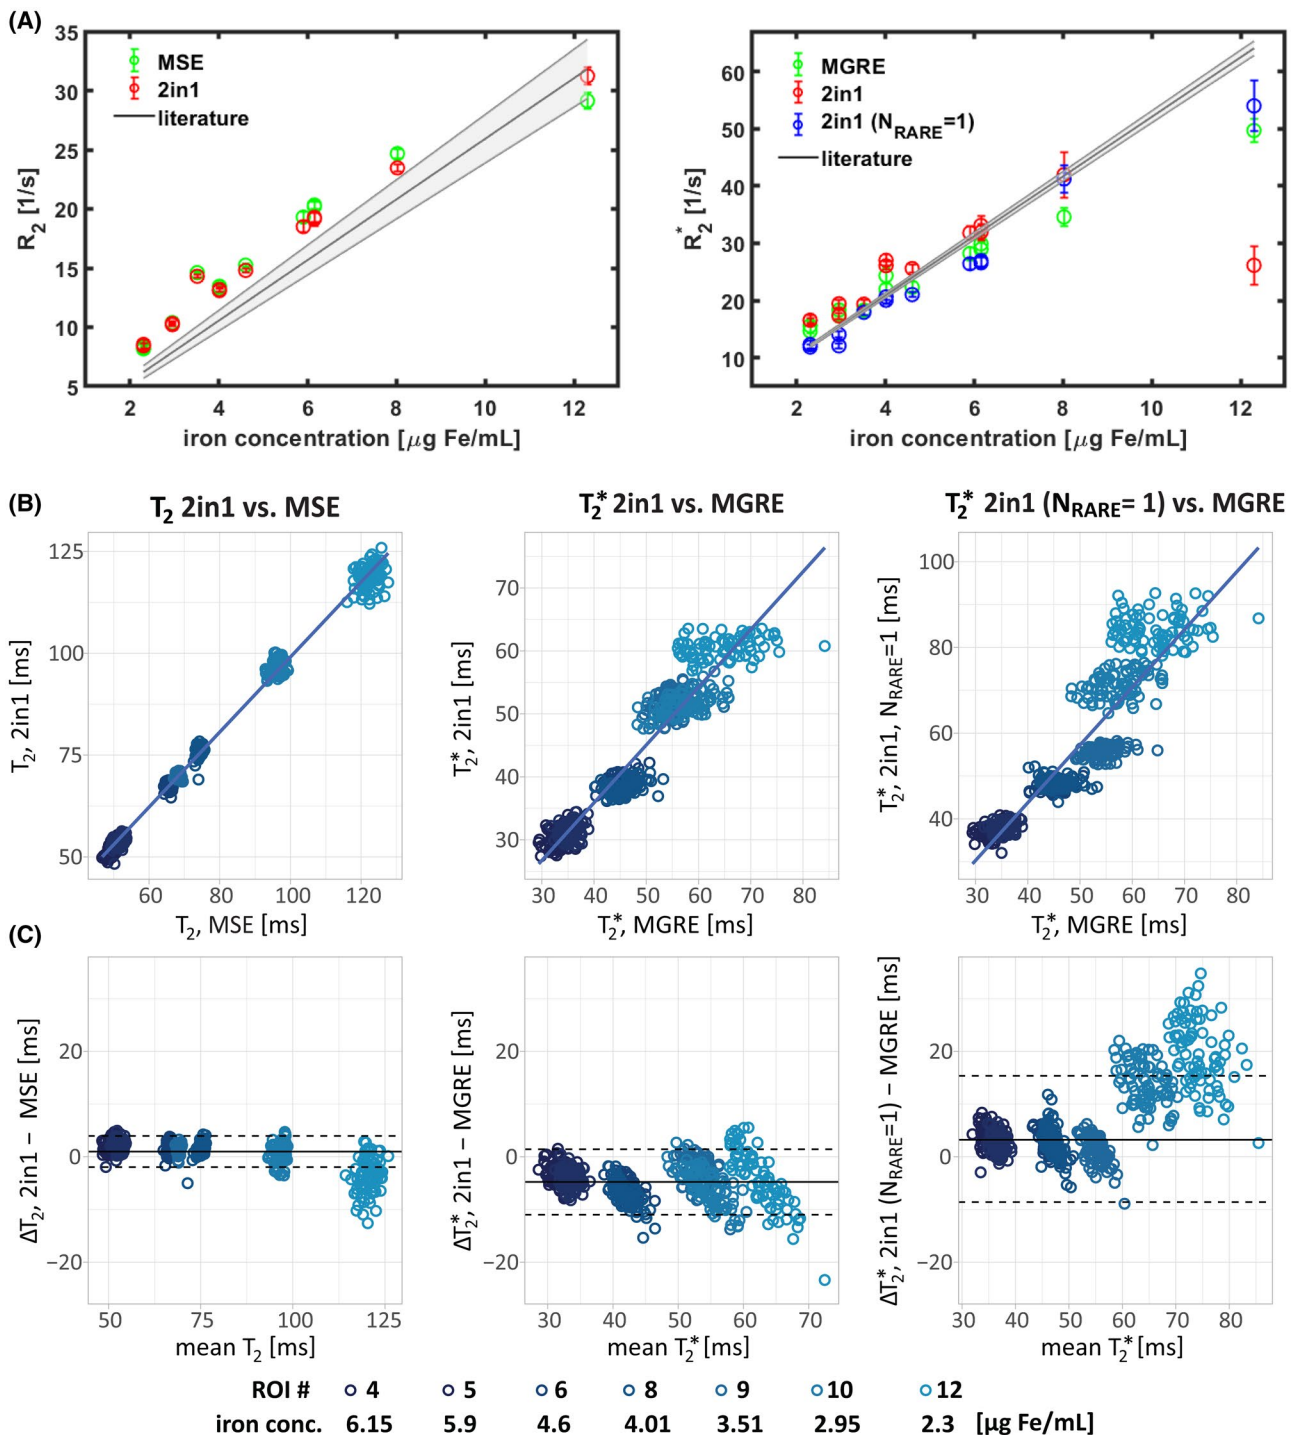 (A)
35
30
25
20
15
10
5
R2 [1/s]
MSE
2in1
literature
2 4 6 8 10 12
iron concentration [μg Fe/mL]
60
50
40
30
20
10
R2* [1/s]
MGRE
2in1
2in1 (NRARE=1)
literature
2 4 6 8 10 12
iron concentration [μg Fe/mL]
(B)
T2 2in1 vs. MSE
125
100
75
50
T2, 2in1 [ms]
60 80 100 120
T2, MSE [ms]
T2* 2in1 vs. MGRE
70
60
50
40
30
T2*, 2in1 [ms]
30 40 50 60 70 80
T2*, MGRE [ms]
T2* 2in1 (NRARE= 1) vs. MGRE
100
80
60
40
T2*, 2in1, NRARE=1 [ms]
30 40 50 60 70 80
T2*, MGRE [ms]
(C)
20
0
−20
ΔT2, 2in1 − MSE [ms]
50 75 100 125
mean T2 [ms]
20
0
−20
ΔT2*, 2in1 − MGRE [ms]
30 40 50 60 70
mean T2* [ms]
20
0
−20
ΔT2*, 2in1 (NRARE=1) − MGRE [ms]
30 40 50 60 70 80
mean T2* [ms]
ROI # 4 5 6 8 9 10 12
iron conc. 6.15 5.9 4.6 4.01 3.51 2.95 2.3 [μg Fe/mL]